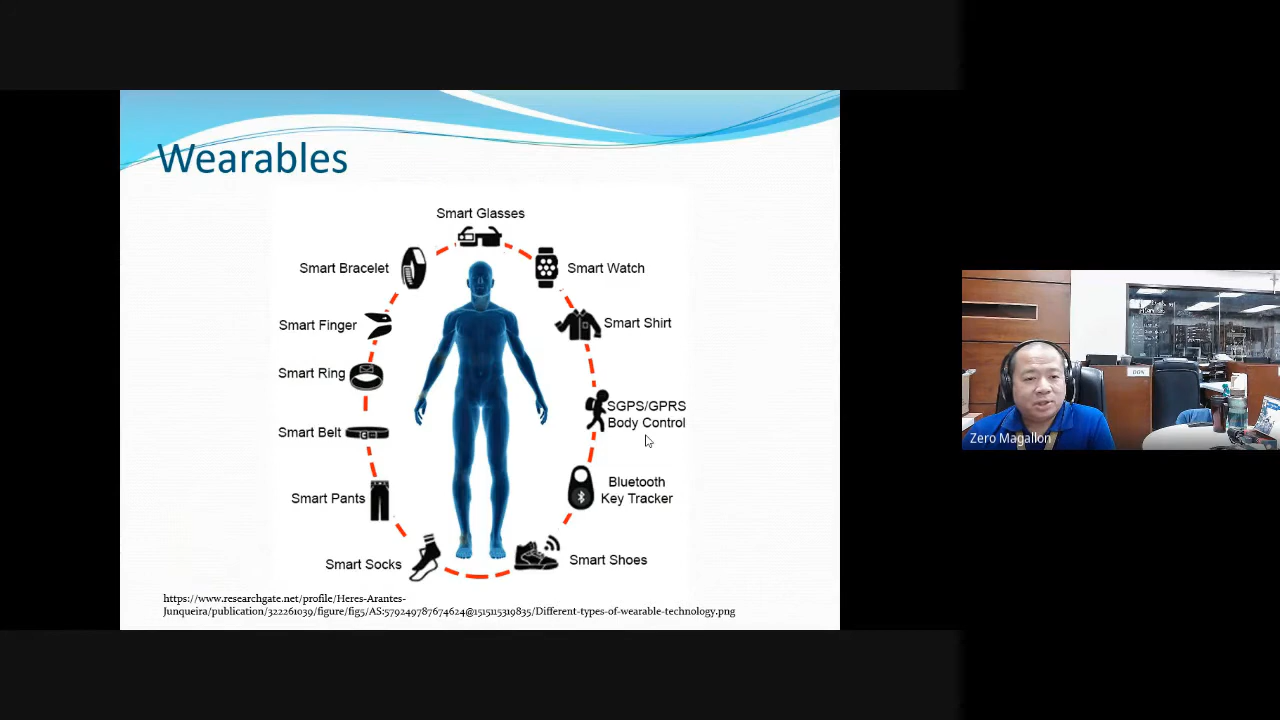 Wearables
Smart Glasses
Smart Bracelet
Smart Watch
Smart Finger
Smart Shirt
Smart Ring
SGPS/GPRS
Body Control
Smart Belt
Bluetooth
Key Tracker
Smart Pants
Smart Socks
Smart Shoes
https://www.researchgate.net/profile/Heres-Arantes-
Junqueira/publication/322261039/figure/fig5/AS:579249787674624@1515115319835/Different-types-of-wearable-technology.png
Zero Magallon